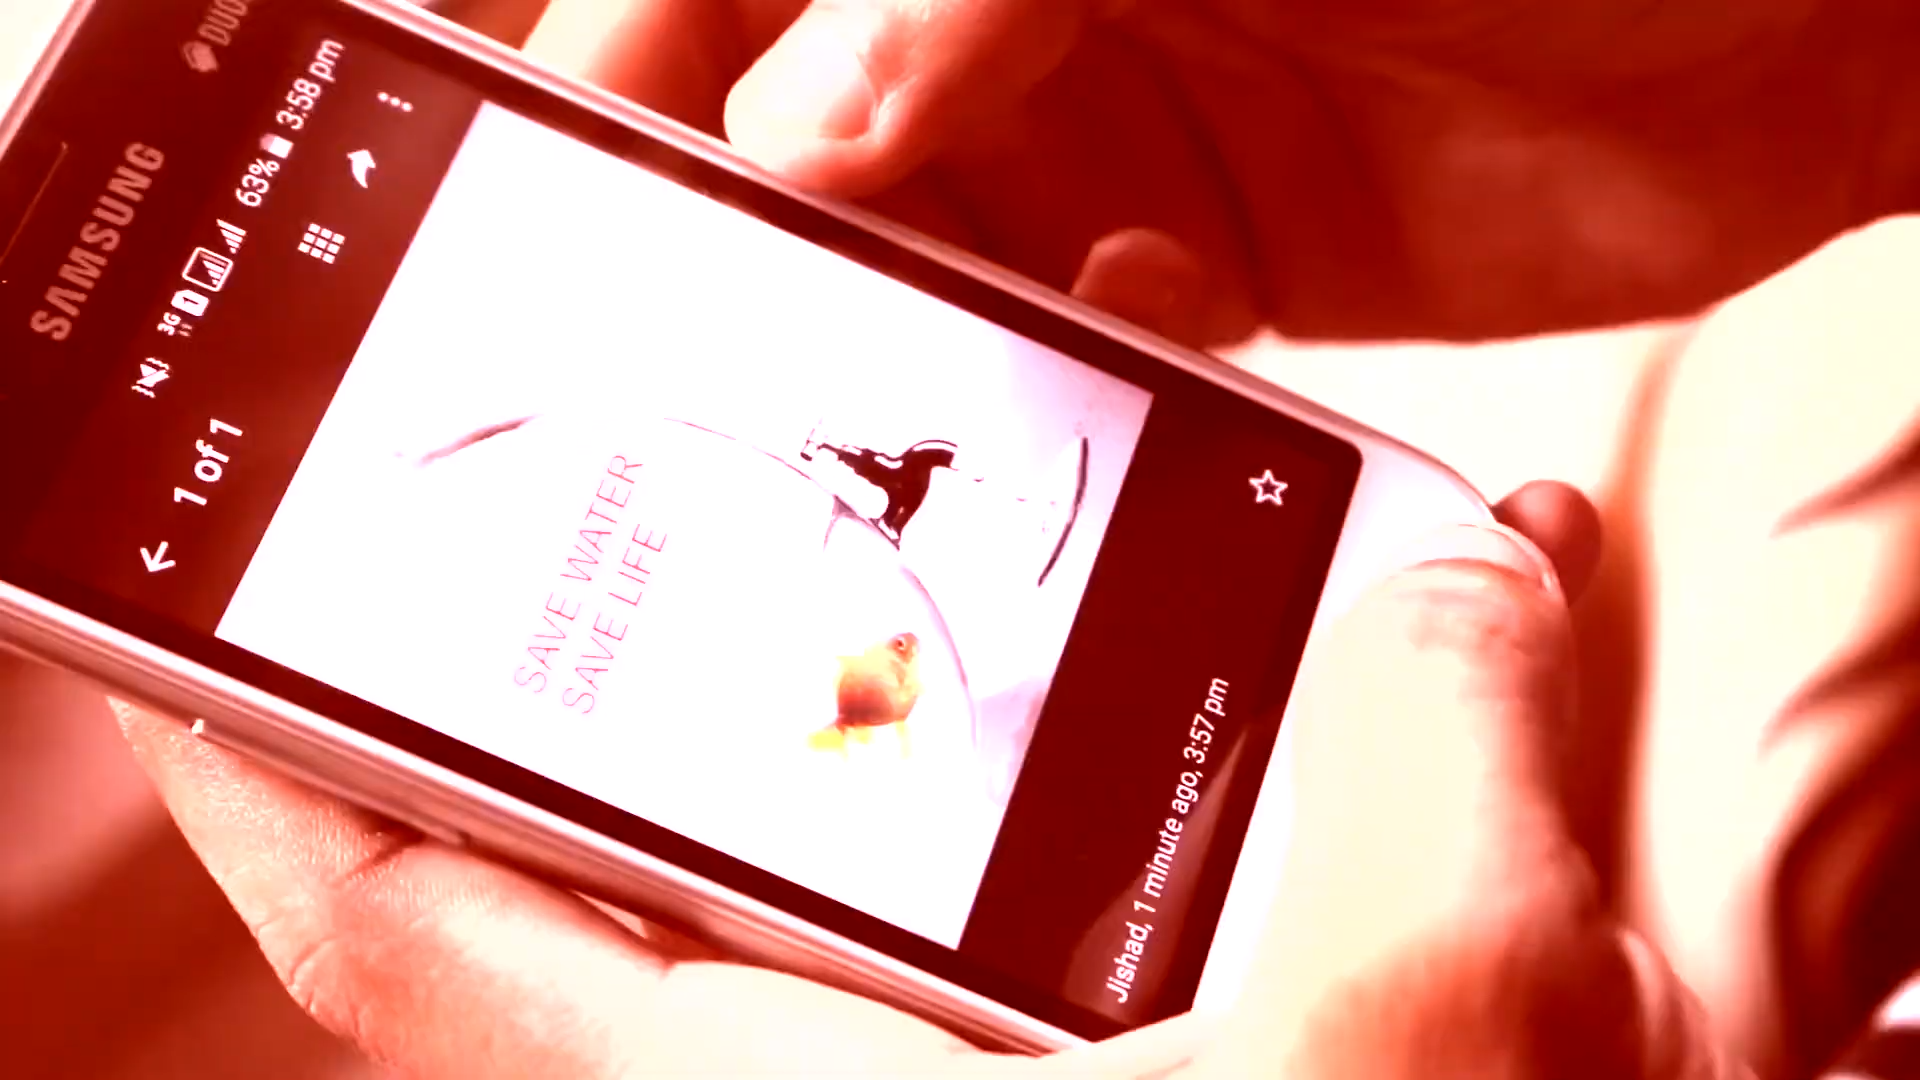 SAMSUNG
DUOS
3G 1 63% 3:58 pm
1 of 1
SAVE WATER
SAVE LIFE
Jishad, 1 minute ago, 3:57 pm